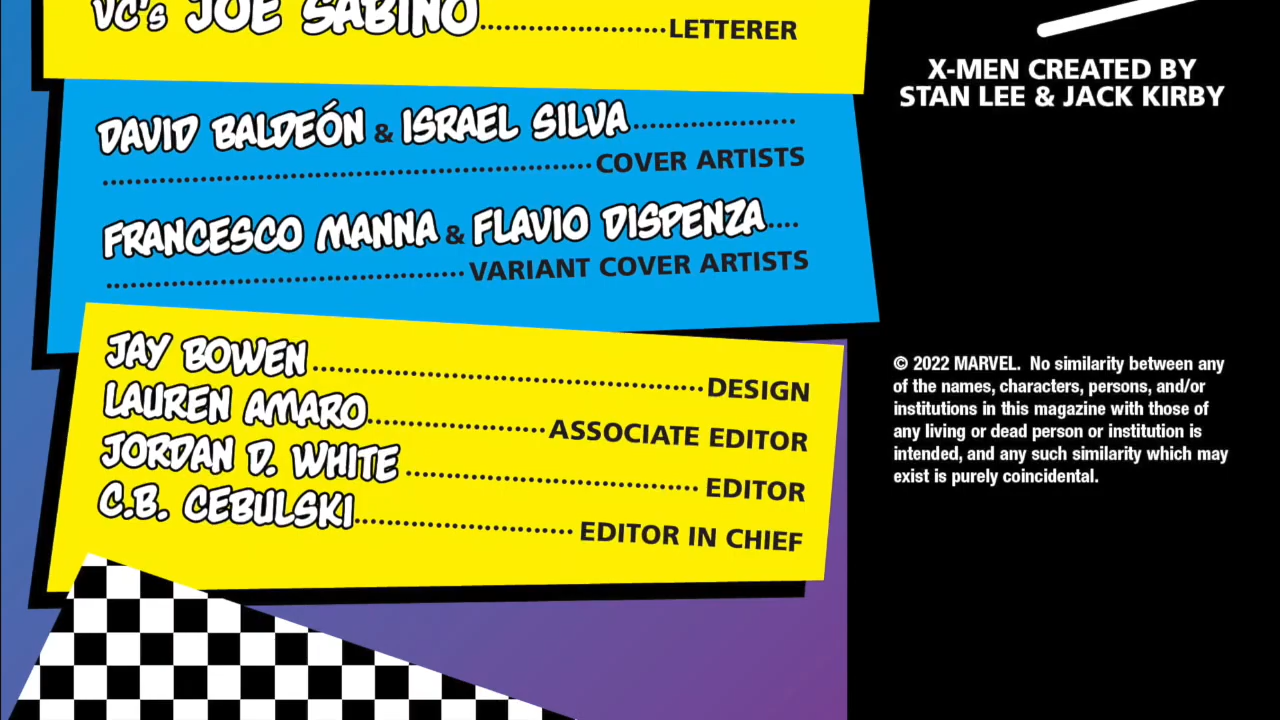 VC's JOE SABINO......................LETTERER
DAVID BALDEÓN & ISRAEL SILVA...................
.........................................................COVER ARTISTS
FRANCESCO MANNA & FLAVIO DISPENZA....
..........................................VARIANT COVER ARTISTS
JAY BOWEN.............................................DESIGN
LAUREN AMARO.....................ASSOCIATE EDITOR
JORDAN D. WHITE..................................EDITOR
C.B. CEBULSKI..........................EDITOR IN CHIEF
X-MEN CREATED BY
STAN LEE & JACK KIRBY
© 2022 MARVEL. No similarity between any
of the names, characters, persons, and/or
institutions in this magazine with those of
any living or dead person or institution is
intended, and any such similarity which may
exist is purely coincidental.